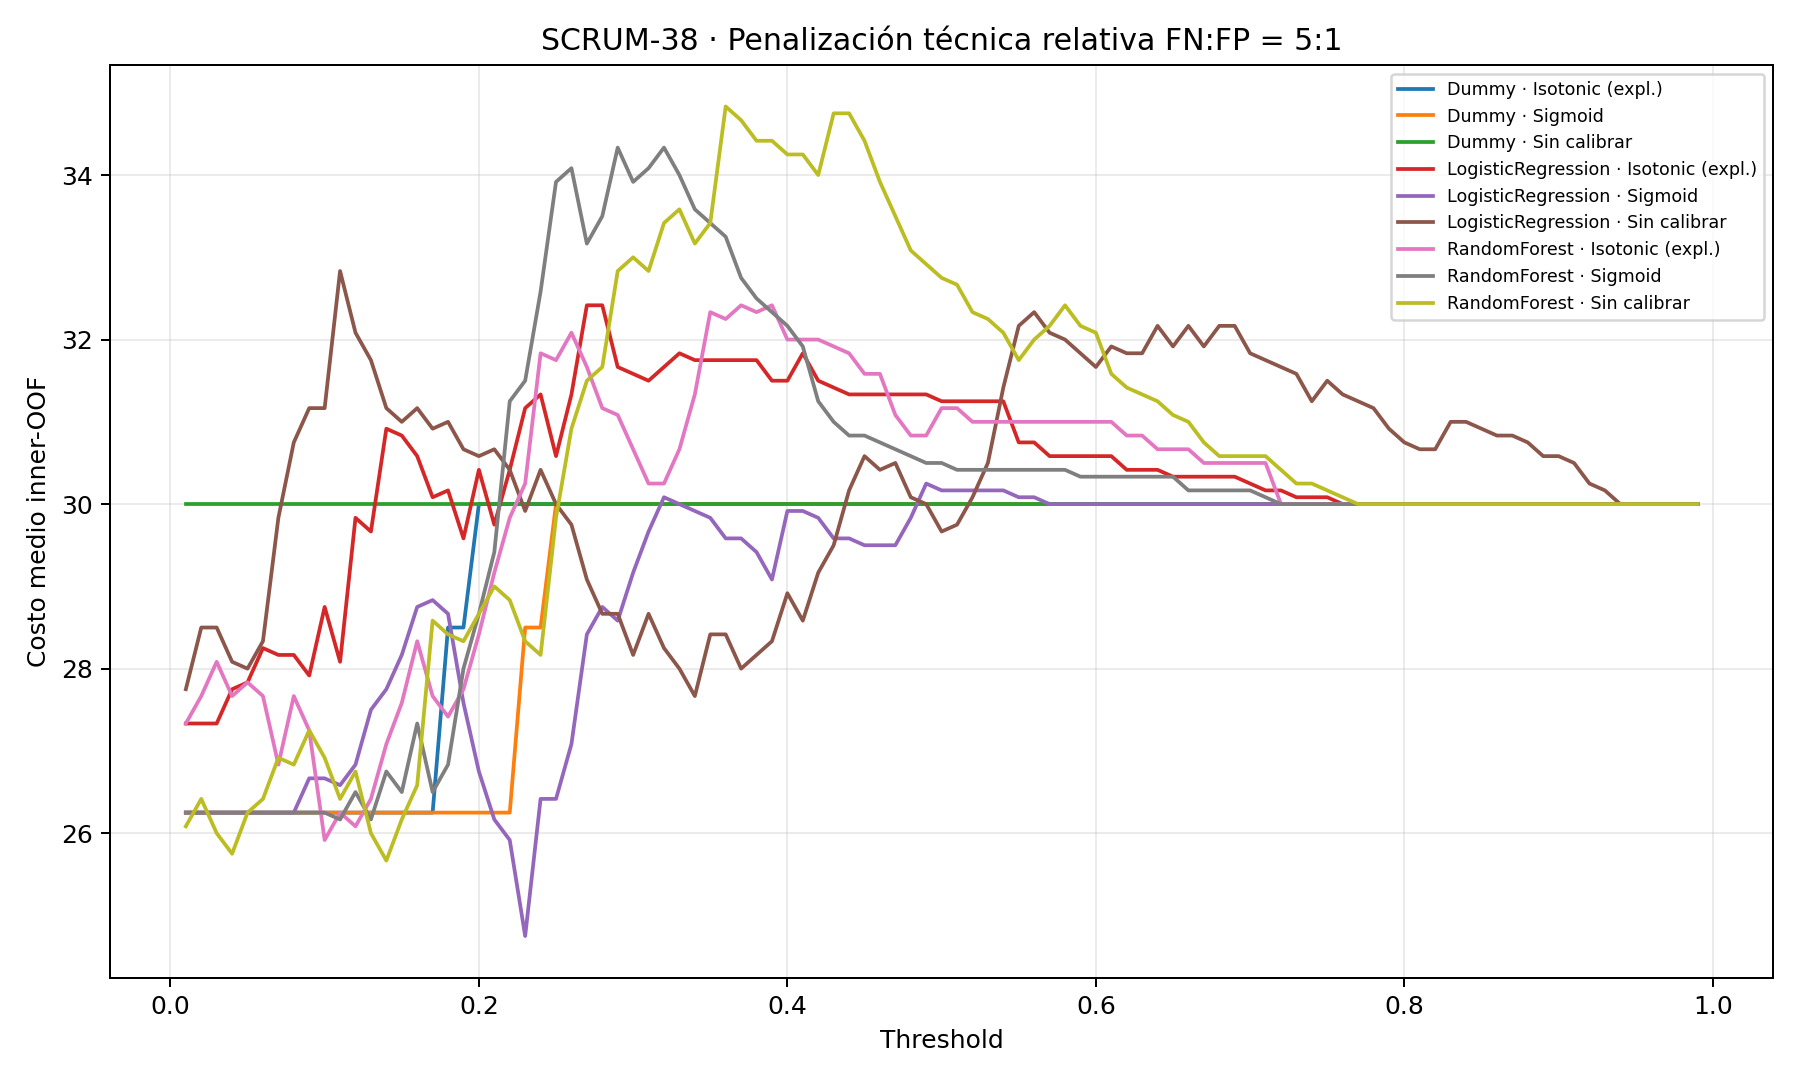 SCRUM-38 · Penalización técnica relativa FN:FP = 5:1
Dummy · Isotonic (expl.)
Dummy · Sigmoid
Dummy · Sin calibrar
LogisticRegression · Isotonic (expl.)
LogisticRegression · Sigmoid
LogisticRegression · Sin calibrar
RandomForest · Isotonic (expl.)
RandomForest · Sigmoid
RandomForest · Sin calibrar
Costo medio inner-OOF
34
32
30
28
26
0.0 0.2 0.4 0.6 0.8 1.0
Threshold